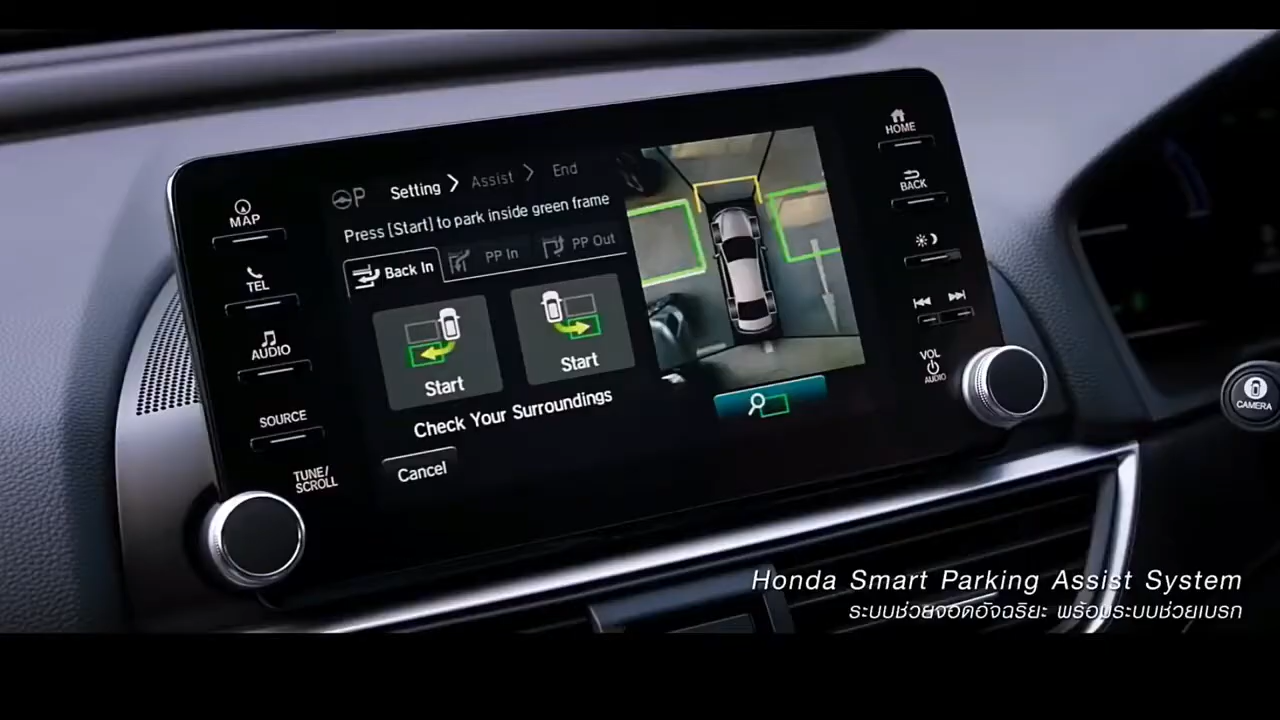 MAP
TEL
AUDIO
SOURCE
TUNE/
SCROLL
P
Setting
Assist
End
Press [Start] to park inside green frame
Back In
PP In
PP Out
Start
Start
Check Your Surroundings
Cancel
HOME
BACK
VOL
AUDIO
CAMERA
Honda Smart Parking Assist System
ระบบช่วยจอดอัจฉริยะ พร้อมระบบช่วยเบรก